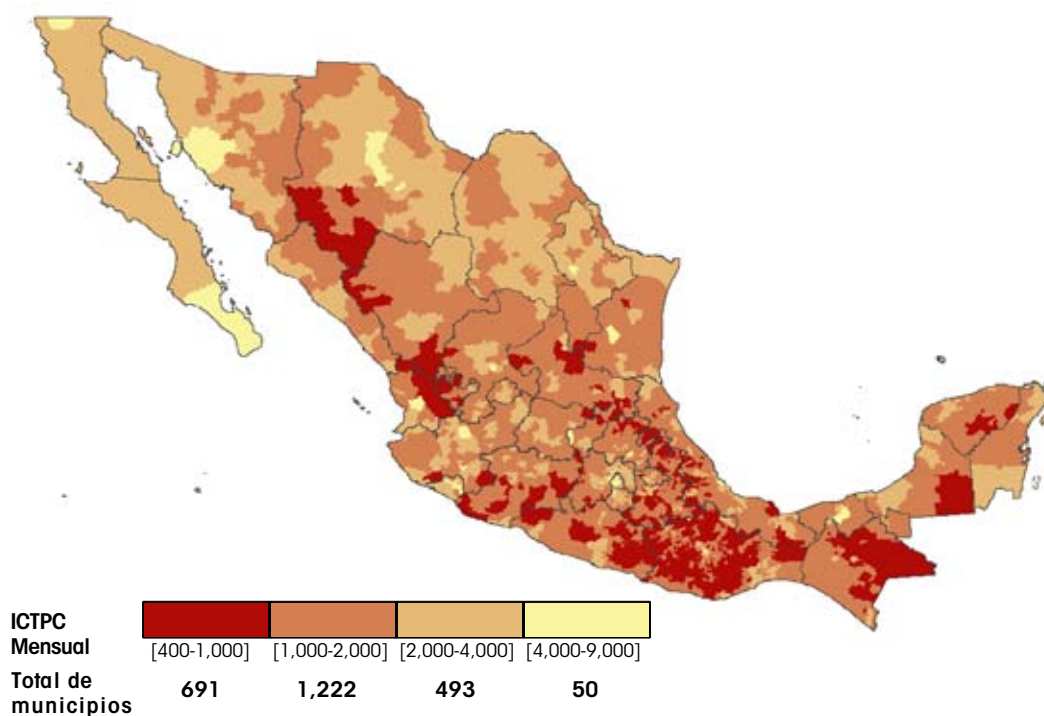 ICTPC
Mensual
[400-1,000] [1,000-2,000] [2,000-4,000] [4,000-9,000]
Total de
municipios
691 1,222 493 50